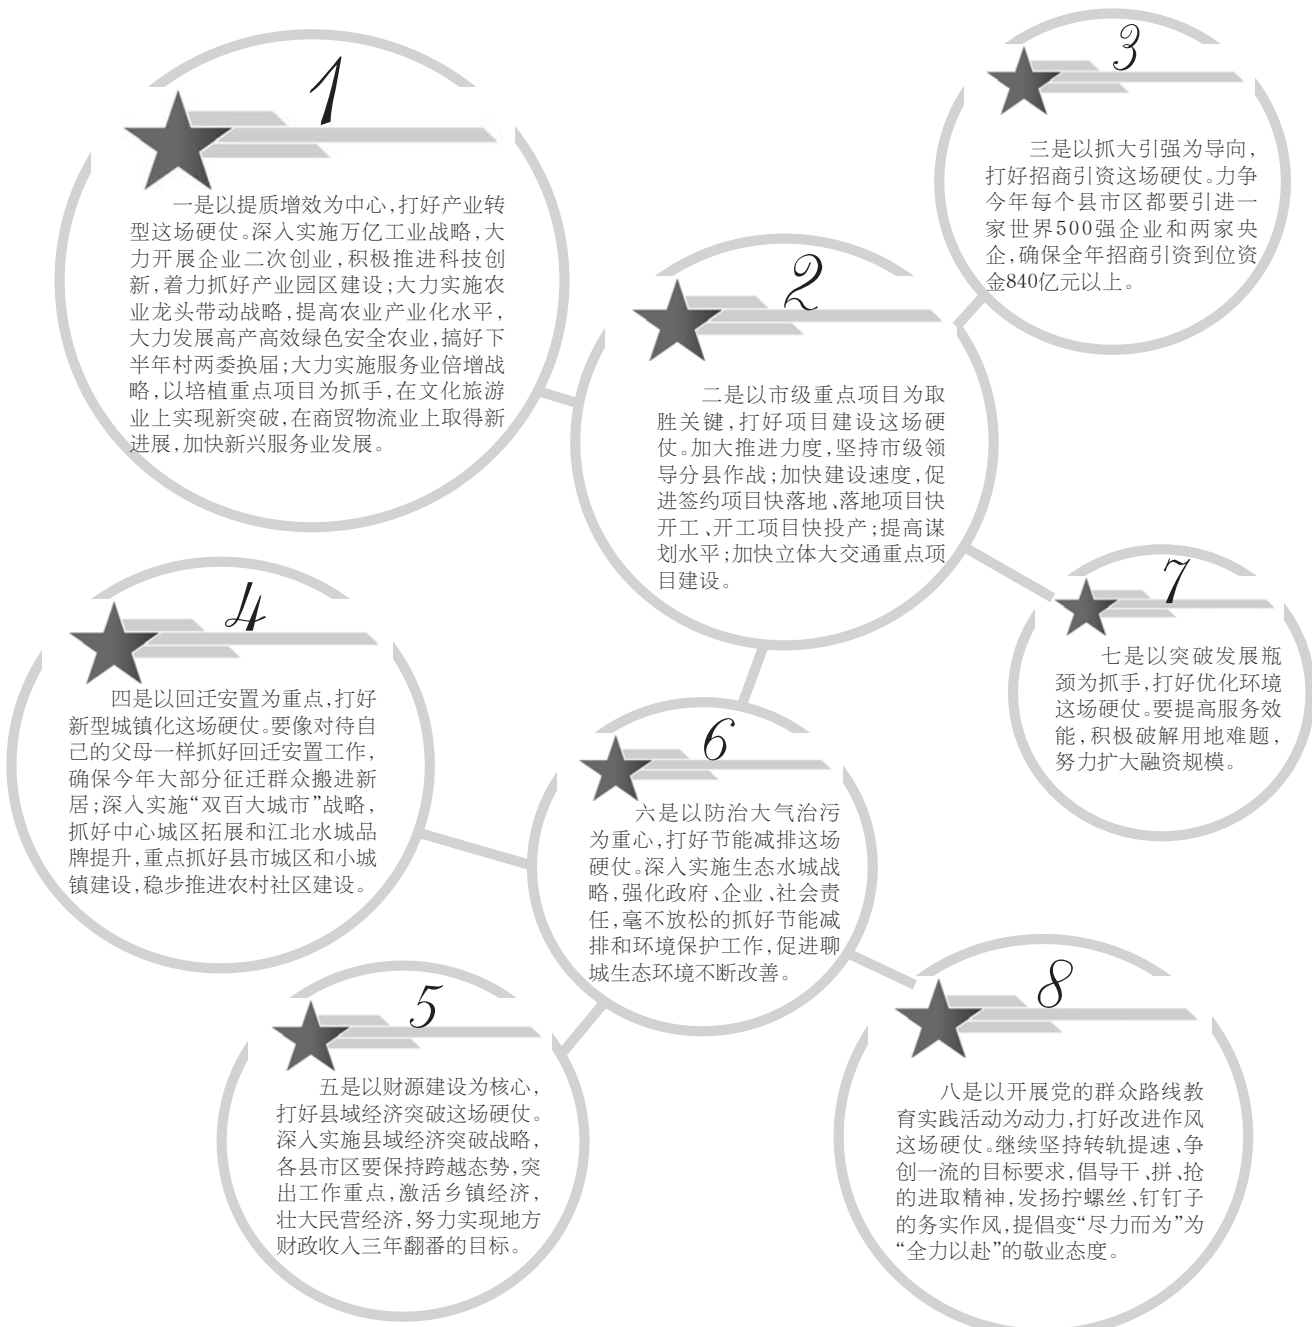 1
一是以提质增效为中心,打好产业转
型这场硬仗。深入实施万亿工业战略,大
力开展企业二次创业,积极推进科技创
新,着力抓好产业园区建设;大力实施农
业龙头带动战略,提高农业产业化水平,
大力发展高产高效绿色安全农业,搞好下
半年村两委换届;大力实施服务业倍增战
略,以培植重点项目为抓手,在文化旅游
业上实现新突破,在商贸物流业上取得新
进展,加快新兴服务业发展。
2
二是以市级重点项目为取
胜关键,打好项目建设这场硬
仗。加大推进力度,坚持市级领
导分县作战;加快建设速度,促
进签约项目快落地、落地项目快
开工、开工项目快投产;提高谋
划水平;加快立体大交通重点项
目建设。
3
三是以抓大引强为导向,
打好招商引资这场硬仗。力争
今年每个县市区都要引进一
家世界500强企业和两家央
企,确保全年招商引资到位资
金840亿元以上。
4
四是以回迁安置为重点,打好
新型城镇化这场硬仗。要像对待自
己的父母一样抓好回迁安置工作,
确保今年大部分征迁群众搬进新
居;深入实施“双百大城市”战略,
抓好中心城区拓展和江北水城品
牌提升,重点抓好县市城区和小城
镇建设,稳步推进农村社区建设。
5
五是以财源建设为核心,
打好县域经济突破这场硬仗。
深入实施县域经济突破战略,
各县市区要保持跨越态势,突
出工作重点,激活乡镇经济,
壮大民营经济,努力实现地方
财政收入三年翻番的目标。
6
六是以防治大气治污
为重心,打好节能减排这场
硬仗。深入实施生态水城战
略,强化政府、企业、社会责
任,毫不放松的抓好节能减
排和环境保护工作,促进聊
城生态环境不断改善。
7
七是以突破发展瓶
颈为抓手,打好优化环境
这场硬仗。要提高服务效
能,积极破解用地难题,
努力扩大融资规模。
8
八是以开展党的群众路线教
育实践活动为动力,打好改进作风
这场硬仗。继续坚持转轨提速、争
创一流的目标要求,倡导干、拼、抢
的进取精神,发扬拧螺丝、钉钉子
的务实作风,提倡变“尽力而为”为
“全力以赴”的敬业态度。